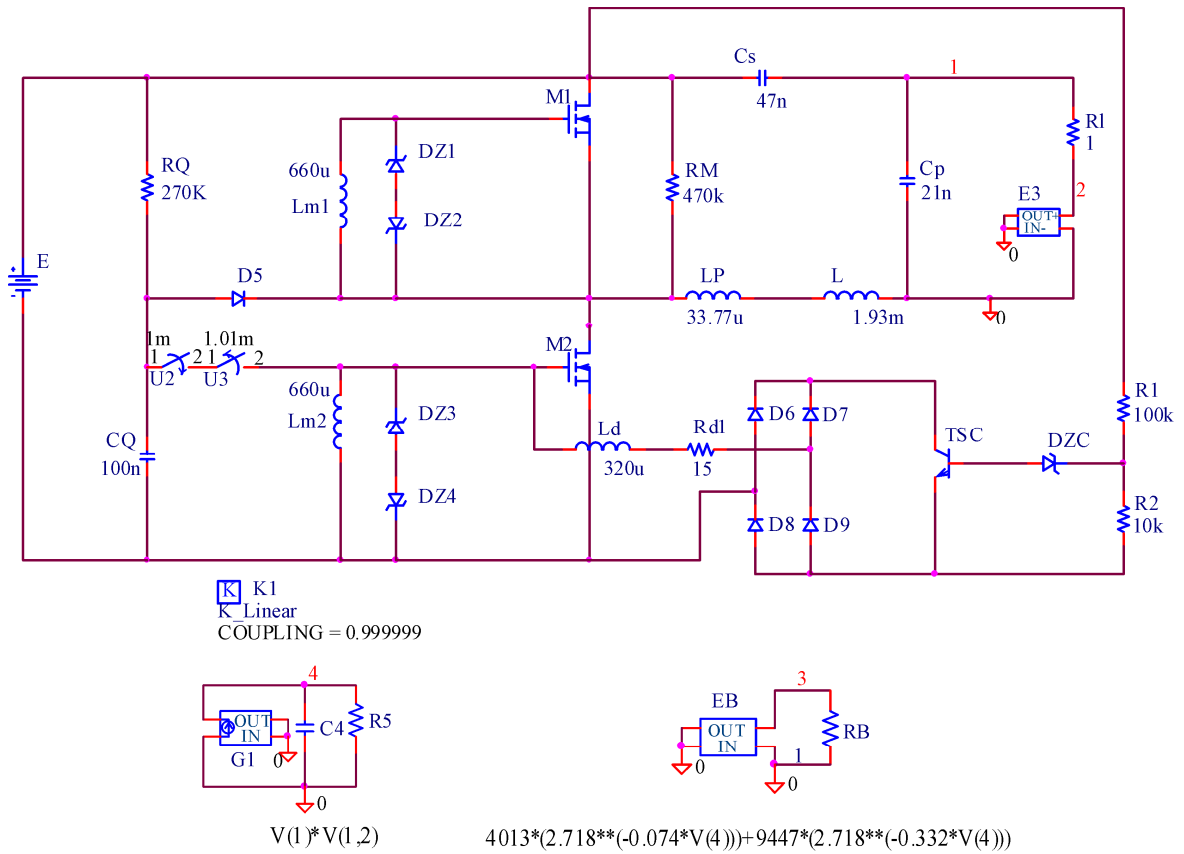 Cs
1
47n
M1
DZ1
R1
1
RQ
270K
660u
Lm1
RM
470k
Cp
21n
2
E3
OUT+
IN-
0
DZ2
E
D5
LP
L
33.77u
1.93m
0
1m
1.01m
1
2
1
2
U2
U3
M2
660u
Lm2
DZ3
D6
D7
R1
100k
CQ
100n
Ld
320u
Rd1
15
TSC
DZC
DZ4
D8
D9
R2
10k
K
K1
K_Linear
COUPLING = 0.999999
4
3
OUT
IN
G1
0
C4
R5
EB
OUT
IN
RB
1
0
0
0
V(1)*V(1,2)
4013*(2.718**(-0.074*V(4)))+9447*(2.718**(-0.332*V(4)))